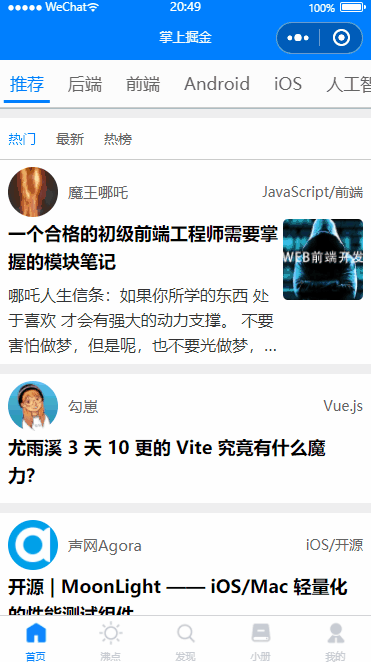 WeChat 20:49 100%
掌上掘金
推荐 后端 前端 Android iOS 人工智
热门 最新 热榜
魔王哪吒 JavaScript/前端
一个合格的初级前端工程师需要掌
握的模块笔记
WEB前端开发
哪吒人生信条：如果你所学的东西 处
于喜欢 才会有强大的动力支撑。 不要
害怕做梦，但是呢，也不要光做梦，...
勾崽 Vue.js
尤雨溪 3 天 10 更的 Vite 究竟有什么魔
力？
声网Agora iOS/开源
开源 | MoonLight —— iOS/Mac 轻量化
的性能测试组件
首页 沸点 发现 小册 我的